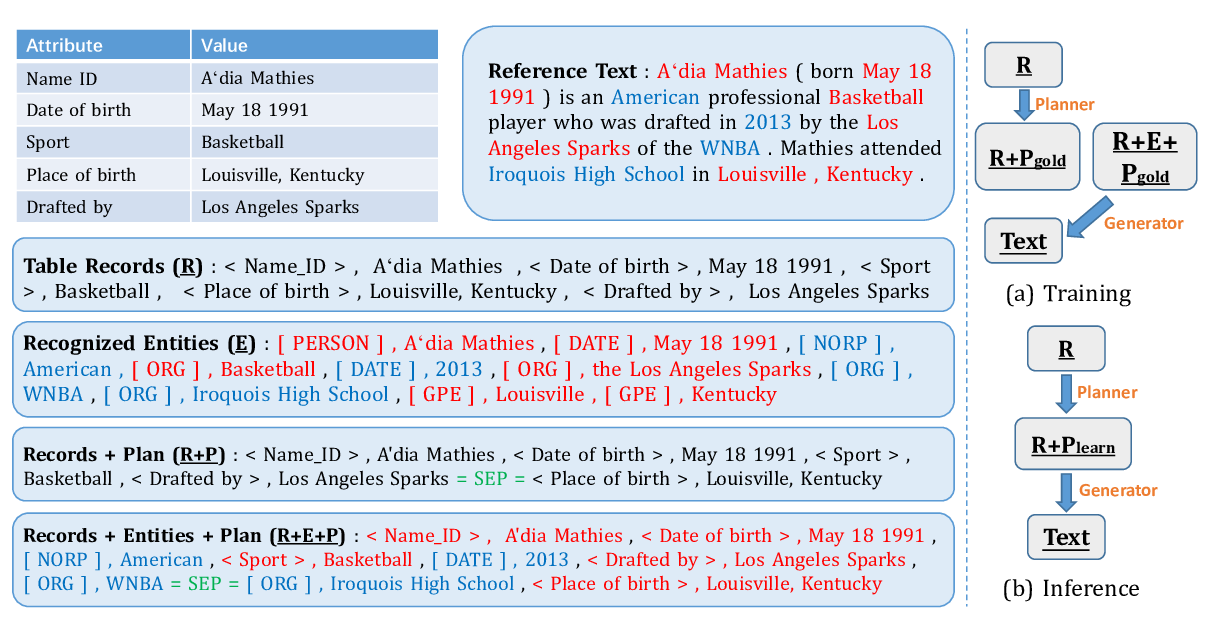 Attribute Value
Name ID A‘dia Mathies
Date of birth May 18 1991
Sport Basketball
Place of birth Louisville, Kentucky
Drafted by Los Angeles Sparks
Reference Text : A‘dia Mathies ( born May 18
1991 ) is an American professional Basketball
player who was drafted in 2013 by the Los
Angeles Sparks of the WNBA . Mathies attended
Iroquois High School in Louisville , Kentucky .
Table Records (R) : < Name_ID > , A‘dia Mathies , < Date of birth > , May 18 1991 , < Sport
> , Basketball , < Place of birth > , Louisville, Kentucky , < Drafted by > , Los Angeles Sparks
Recognized Entities (E) : [ PERSON ] , A‘dia Mathies , [ DATE ] , May 18 1991 , [ NORP ] ,
American , [ ORG ] , Basketball , [ DATE ] , 2013 , [ ORG ] , the Los Angeles Sparks , [ ORG ] ,
WNBA , [ ORG ] , Iroquois High School , [ GPE ] , Louisville , [ GPE ] , Kentucky
Records + Plan (R+P) : < Name_ID > , A'dia Mathies , < Date of birth > , May 18 1991 , < Sport > ,
Basketball , < Drafted by > , Los Angeles Sparks = SEP = < Place of birth > , Louisville, Kentucky
Records + Entities + Plan (R+E+P) : < Name_ID > , A'dia Mathies , < Date of birth > , May 18 1991 ,
[ NORP ] , American , < Sport > , Basketball , [ DATE ] , 2013 , < Drafted by > , Los Angeles Sparks ,
[ ORG ] , WNBA = SEP = [ ORG ] , Iroquois High School , < Place of birth > , Louisville, Kentucky
R
Planner
R+Pgold
R+E+
Pgold
Generator
Text
(a) Training
R
Planner
R+Plearn
Generator
Text
(b) Inference